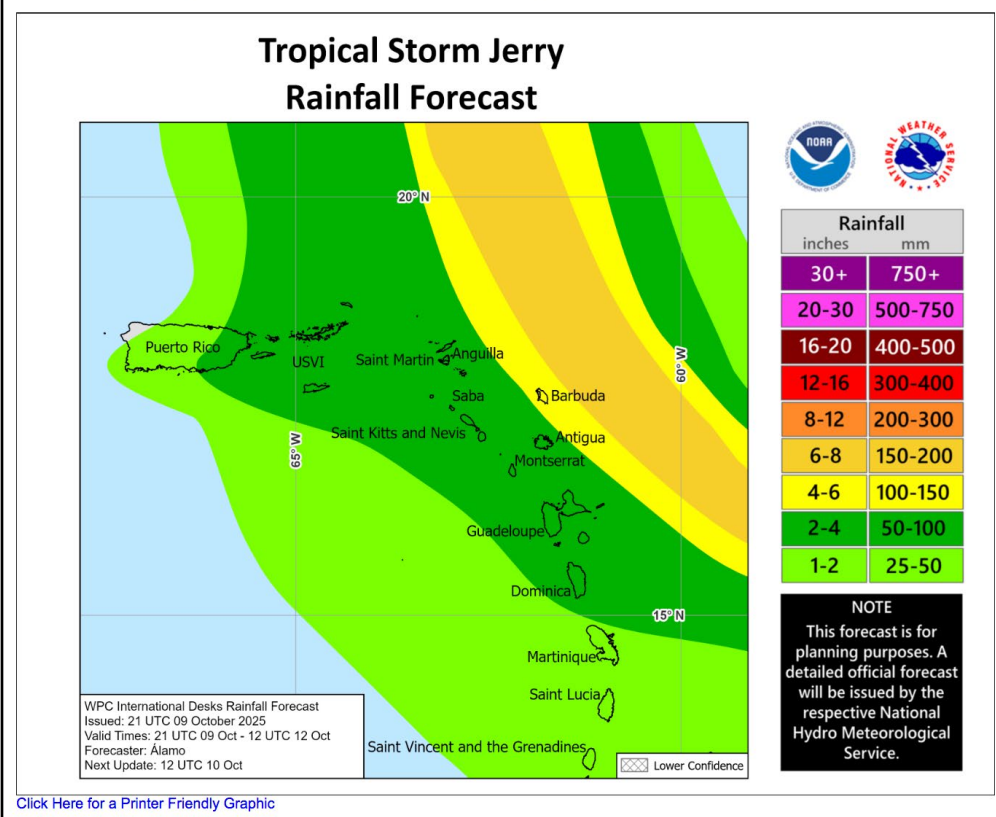 Tropical Storm Jerry
Rainfall Forecast
20° N
60° W
65° W
15° N
Puerto Rico
USVI
Saint Martin
Anguilla
Saba
Barbuda
Saint Kitts and Nevis
Antigua
Montserrat
Guadeloupe
Dominica
Martinique
Saint Lucia
Saint Vincent and the Grenadines
WPC International Desks Rainfall Forecast
Issued: 21 UTC 09 October 2025
Valid Times: 21 UTC 09 Oct - 12 UTC 12 Oct
Forecaster: Álamo
Next Update: 12 UTC 10 Oct
Lower Confidence
NOAA
NATIONAL WEATHER SERVICE
Rainfall
inches mm
30+ 750+
20-30 500-750
16-20 400-500
12-16 300-400
8-12 200-300
6-8 150-200
4-6 100-150
2-4 50-100
1-2 25-50
NOTE
This forecast is for
planning purposes. A
detailed official forecast
will be issued by the
respective National
Hydro Meteorological
Service.
Click Here for a Printer Friendly Graphic